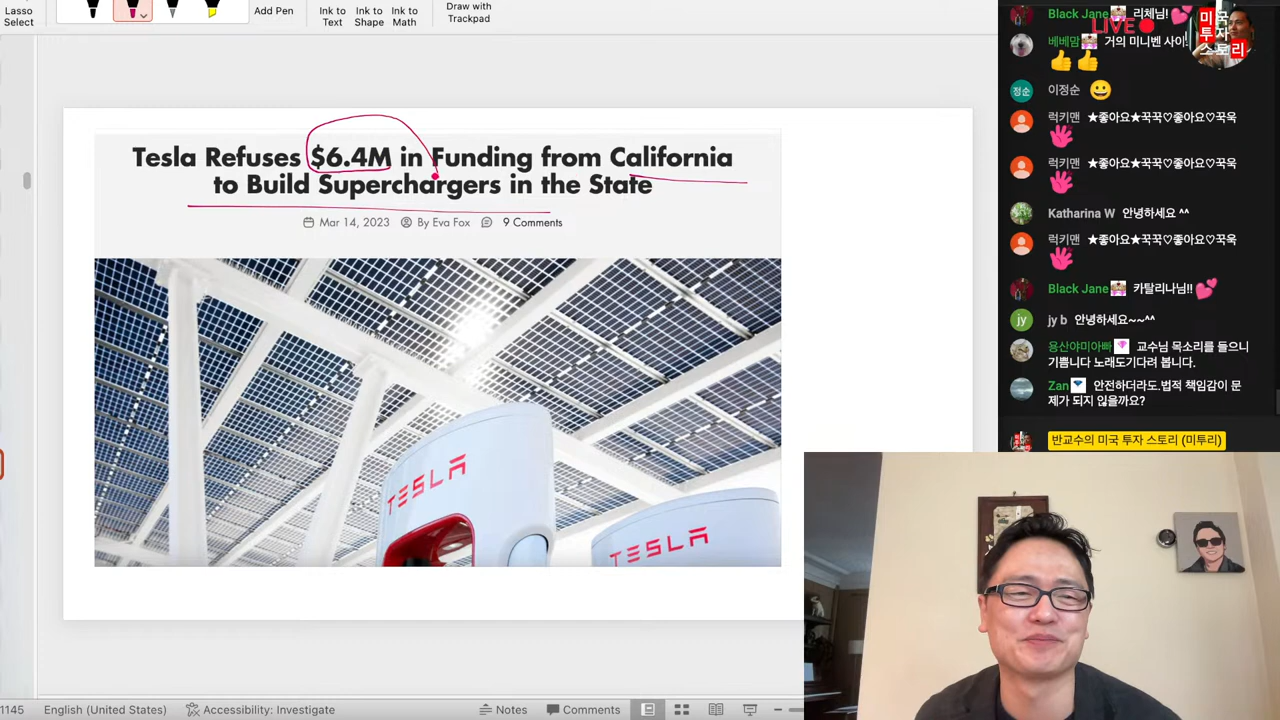 Lasso
Select
Add Pen
Ink to
Text
Ink to
Shape
Ink to
Math
Draw with
Trackpad
Tesla Refuses $6.4M in Funding from California
to Build Superchargers in the State
Mar 14, 2023 By Eva Fox 9 Comments
TESLA
TESLA
1145 English (United States) Accessibility: Investigate Notes Comments
LIVE
미국
투자
스토리
Black Jane 리체님!
베베맘 거의 미니벤 사이!
정순 이정순
럭키맨 ★좋아요★꾹꾹♡좋아요♡꾹욱
럭키맨 ★좋아요★꾹꾹♡좋아요♡꾹욱
Katharina W 안녕하세요 ^^
럭키맨 ★좋아요★꾹꾹♡좋아요♡꾹욱
Black Jane 카탈리나님!!
jy jy b 안녕하세요~~^^
용산야미아빠 교수님 목소리를 들으니
기쁩니다 노래도기다려 봅니다.
Zan 안전하더라도.법적 책임감이 문
제가 되지 잆을까요?
반교수의 미국 투자 스토리 (미투리)